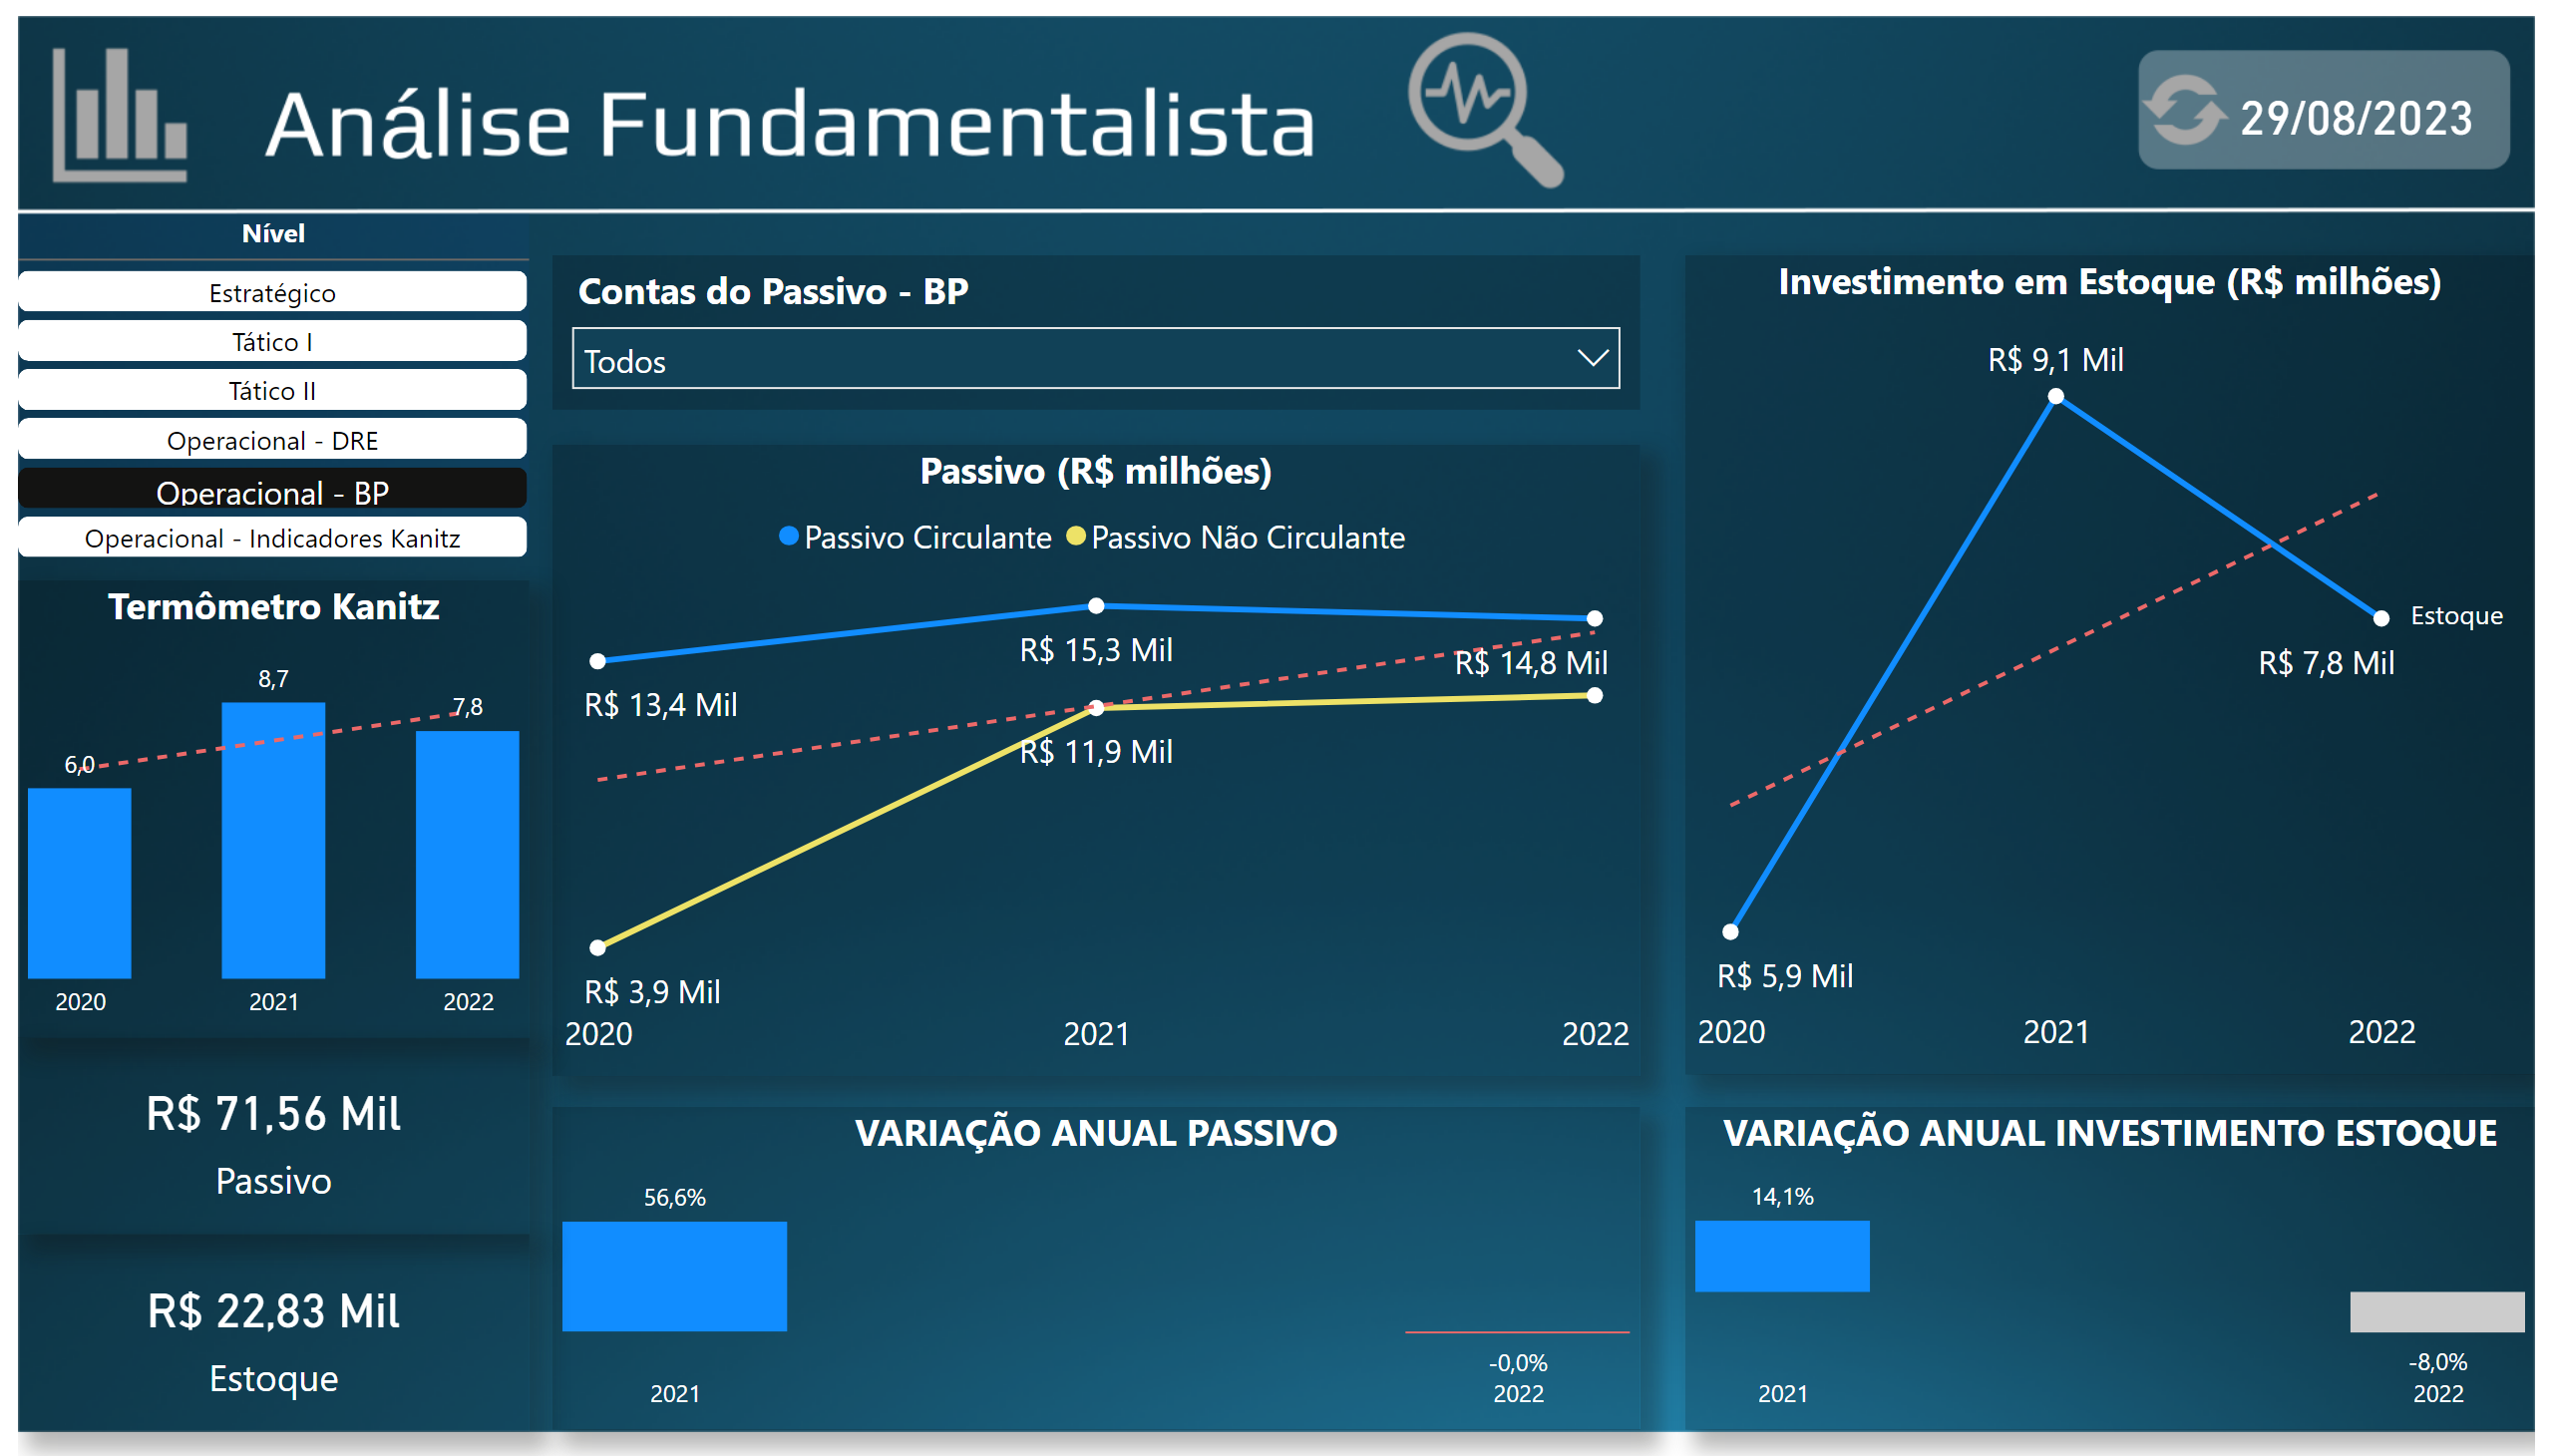 Análise Fundamentalista
29/08/2023
Nível
Estratégico
Tático I
Tático II
Operacional - DRE
Operacional - BP
Operacional - Indicadores Kanitz
Termômetro Kanitz
8,7
7,8
6,0
2020 2021 2022
R$ 71,56 Mil
Passivo
R$ 22,83 Mil
Estoque
Contas do Passivo - BP
Todos
Passivo (R$ milhões)
Passivo Circulante Passivo Não Circulante
R$ 15,3 Mil
R$ 14,8 Mil
R$ 13,4 Mil
R$ 11,9 Mil
R$ 3,9 Mil
2020 2021 2022
VARIAÇÃO ANUAL PASSIVO
56,6%
-0,0%
2021 2022
Investimento em Estoque (R$ milhões)
R$ 9,1 Mil
Estoque
R$ 7,8 Mil
R$ 5,9 Mil
2020 2021 2022
VARIAÇÃO ANUAL INVESTIMENTO ESTOQUE
14,1%
-8,0%
2021 2022